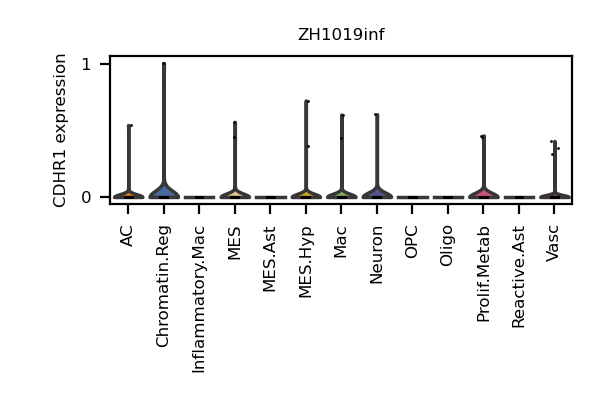 ZH1019inf
CDHR1 expression
1
0
AC
Chromatin.Reg
Inflammatory.Mac
MES
MES.Ast
MES.Hyp
Mac
Neuron
OPC
Oligo
Prolif.Metab
Reactive.Ast
Vasc